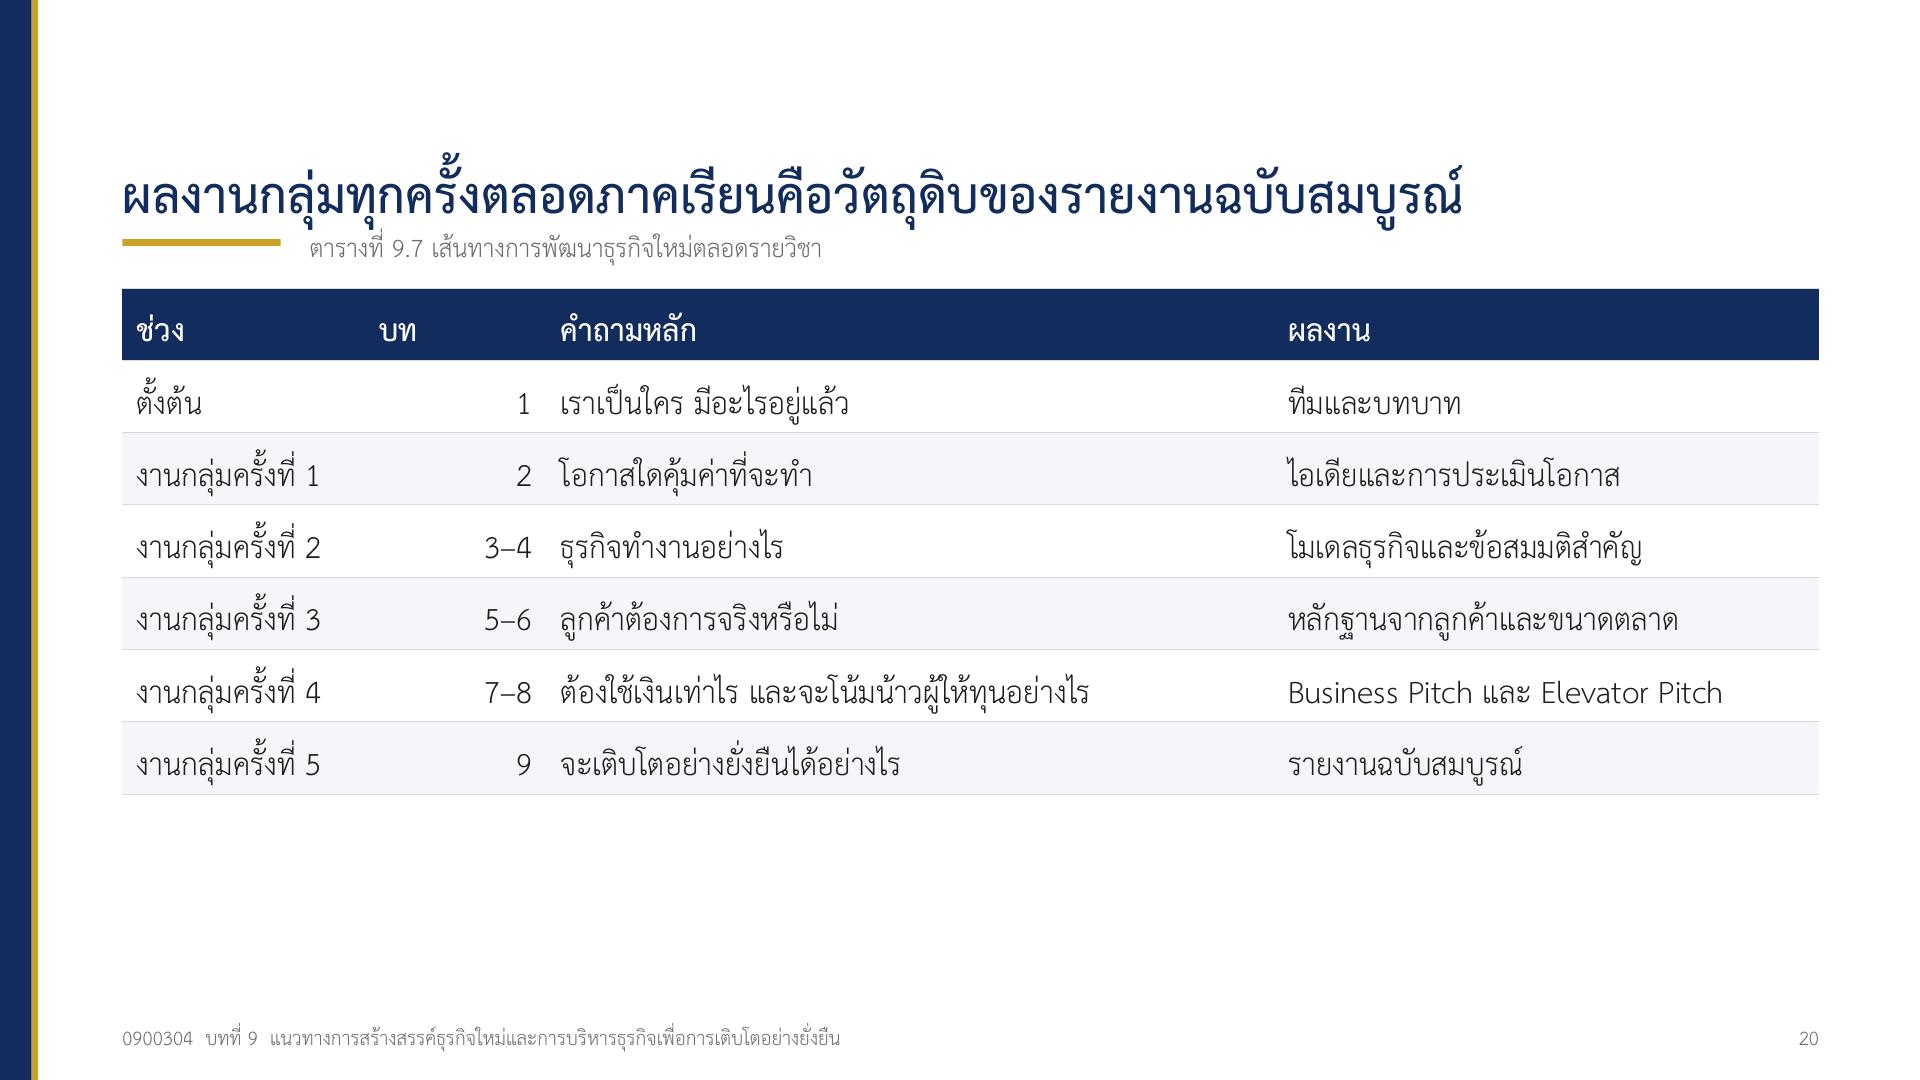 ผลงานกลุ่มทุกครั้งตลอดภาคเรียนคือวัตถุดิบของรายงานฉบับสมบูรณ์
ตารางที่ 9.7 เส้นทางการพัฒนาธุรกิจใหม่ตลอดรายวิชา
ช่วง บท คำถามหลัก ผลงาน
ตั้งต้น 1 เราเป็นใคร มีอะไรอยู่แล้ว ทีมและบทบาท
งานกลุ่มครั้งที่ 1 2 โอกาสใดคุ้มค่าที่จะทำ ไอเดียและการประเมินโอกาส
งานกลุ่มครั้งที่ 2 3–4 ธุรกิจทำงานอย่างไร โมเดลธุรกิจและข้อสมมติสำคัญ
งานกลุ่มครั้งที่ 3 5–6 ลูกค้าต้องการจริงหรือไม่ หลักฐานจากลูกค้าและขนาดตลาด
งานกลุ่มครั้งที่ 4 7–8 ต้องใช้เงินเท่าไร และจะโน้มน้าวผู้ให้ทุนอย่างไร Business Pitch และ Elevator Pitch
งานกลุ่มครั้งที่ 5 9 จะเติบโตอย่างยั่งยืนได้อย่างไร รายงานฉบับสมบูรณ์
0900304 บทที่ 9 แนวทางการสร้างสรรค์ธุรกิจใหม่และการบริหารธุรกิจเพื่อการเติบโตอย่างยั่งยืน 20